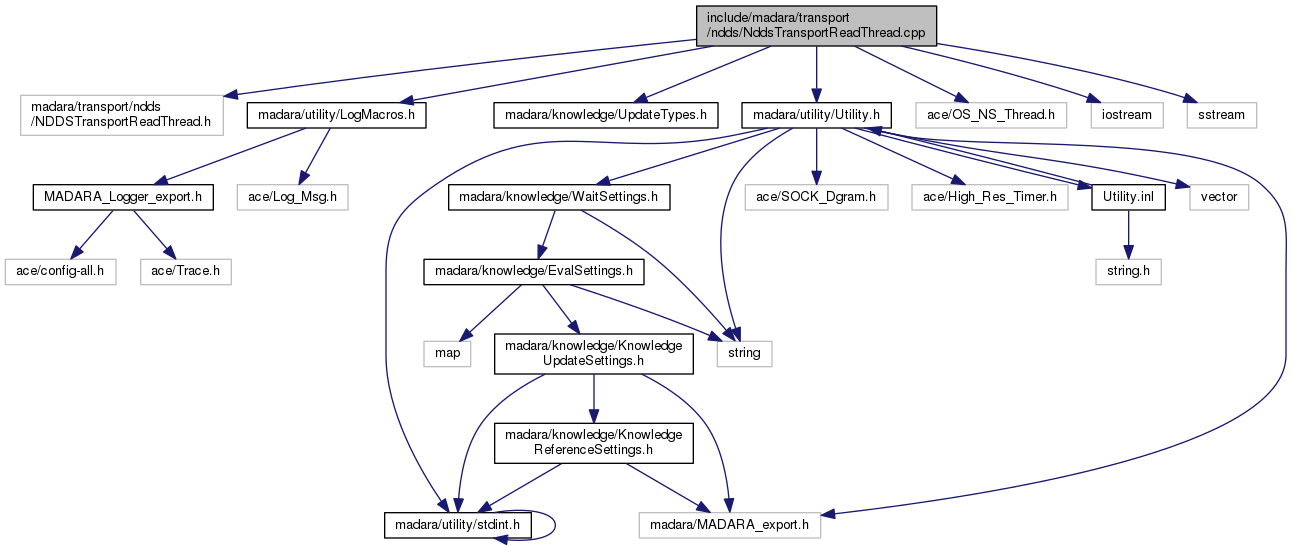 include/madara/transport
/ndds/NddsTransportReadThread.cpp
madara/transport/ndds
/NDDSTransportReadThread.h
madara/utility/LogMacros.h
madara/knowledge/UpdateTypes.h
madara/utility/Utility.h
ace/OS_NS_Thread.h
iostream
sstream
MADARA_Logger_export.h
ace/Log_Msg.h
madara/knowledge/WaitSettings.h
ace/SOCK_Dgram.h
ace/High_Res_Timer.h
Utility.inl
vector
ace/config-all.h
ace/Trace.h
madara/knowledge/EvalSettings.h
string.h
map
madara/knowledge/Knowledge
UpdateSettings.h
string
madara/knowledge/Knowledge
ReferenceSettings.h
madara/utility/stdint.h
madara/MADARA_export.h